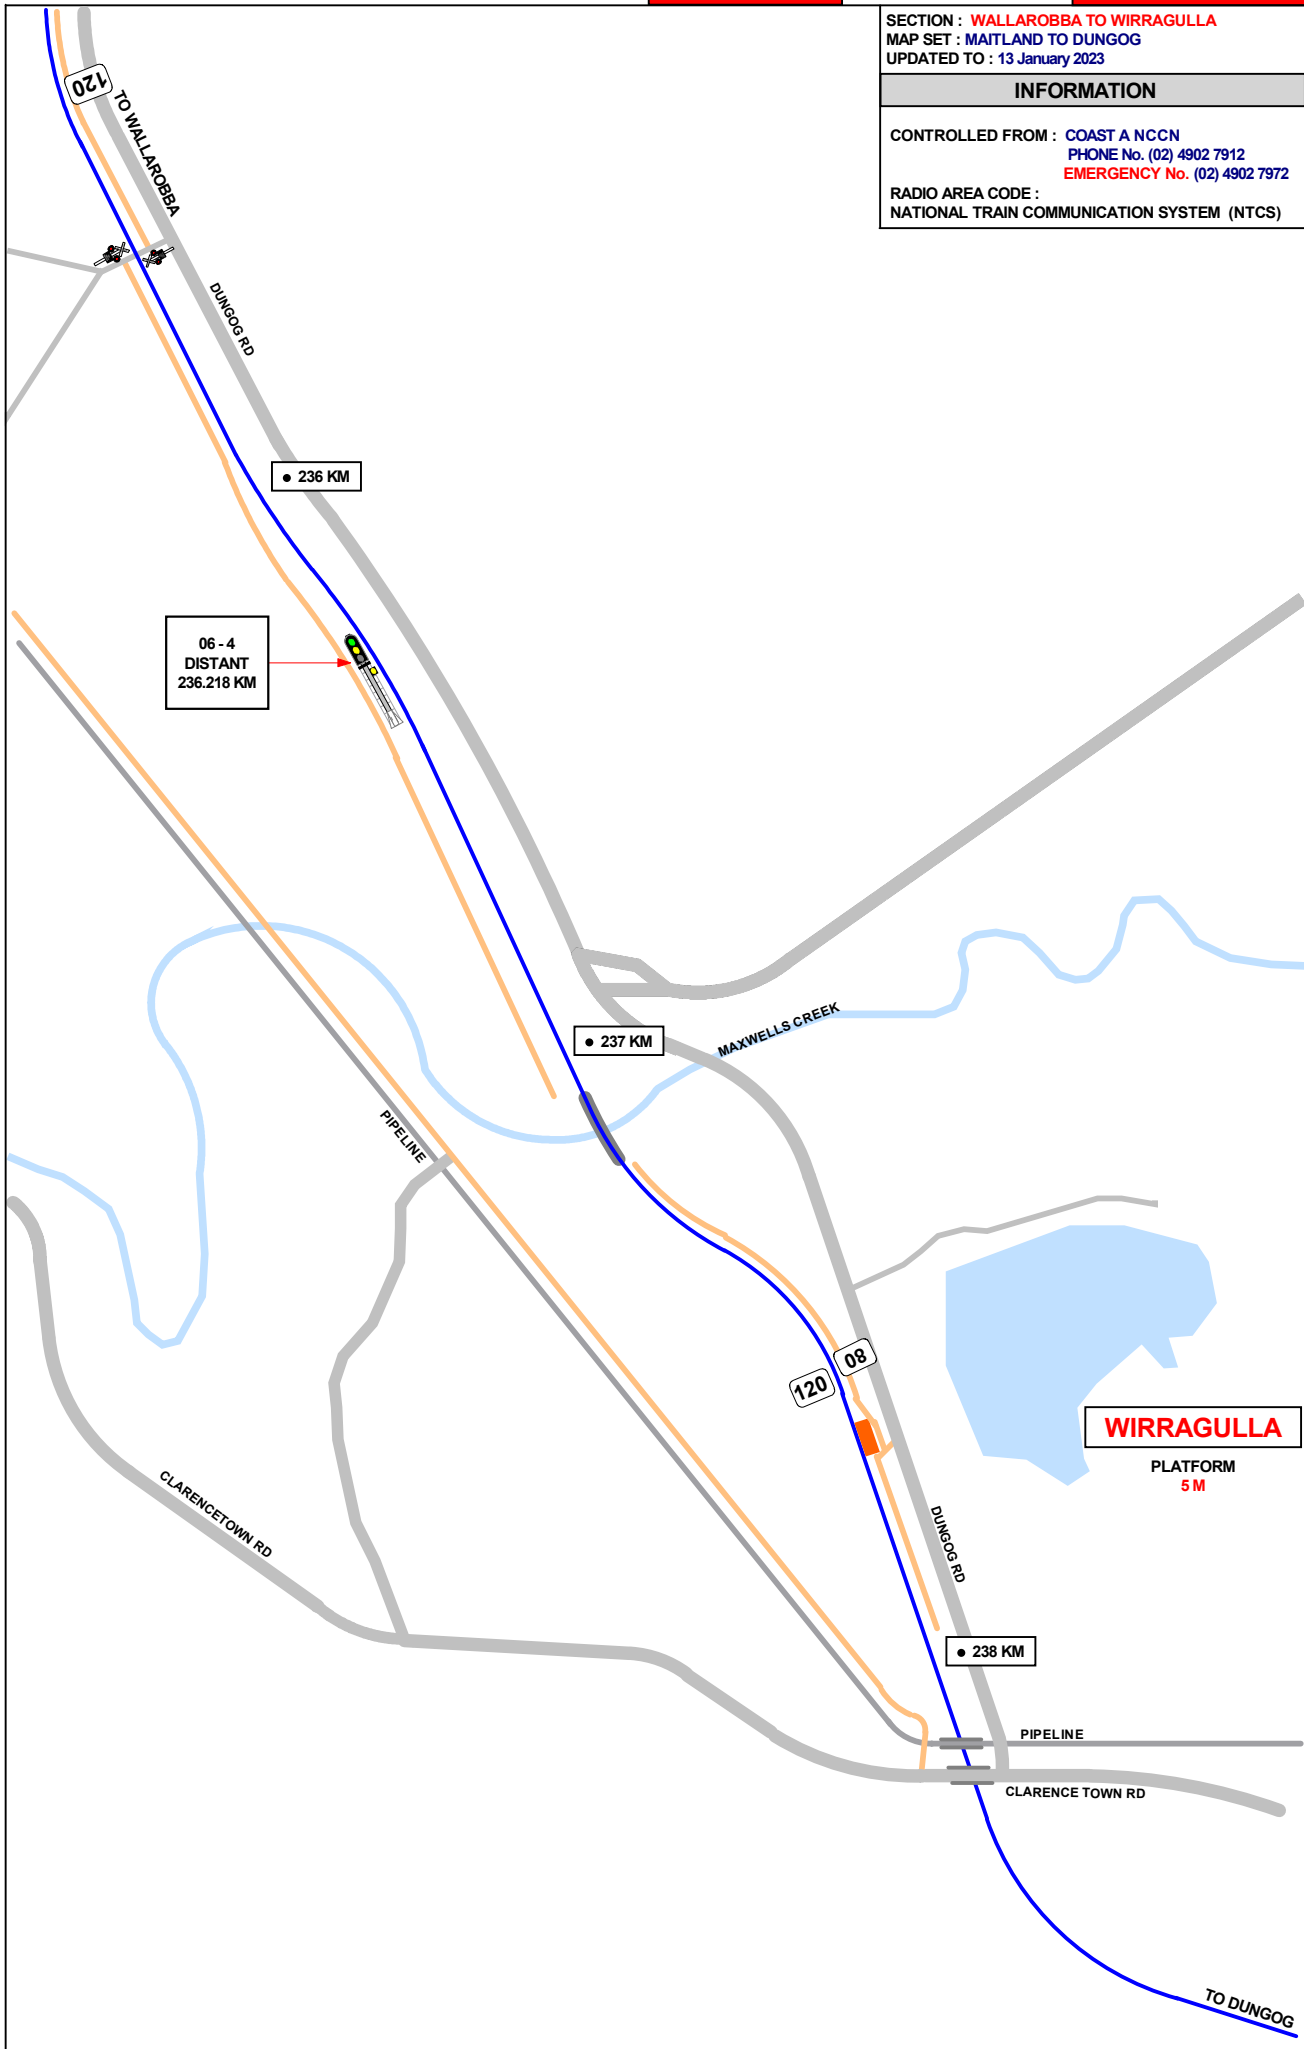 SECTION : WALLAROBBA TO WIRRAGULLA
MAP SET : MAITLAND TO DUNGOG
UPDATED TO : 13 January 2023
INFORMATION
CONTROLLED FROM : COAST A NCCN
PHONE No. (02) 4902 7912
EMERGENCY No. (02) 4902 7972
RADIO AREA CODE :
NATIONAL TRAIN COMMUNICATION SYSTEM (NTCS)
120
TO WALLAROBBA
DUNGOG RD
• 236 KM
06 - 4
DISTANT
236.218 KM
MAXWELLS CREEK
• 237 KM
PIPELINE
08
120
WIRRAGULLA
PLATFORM
5 M
CLARENCETOWN RD
DUNGOG RD
• 238 KM
PIPELINE
CLARENCE TOWN RD
TO DUNGOG